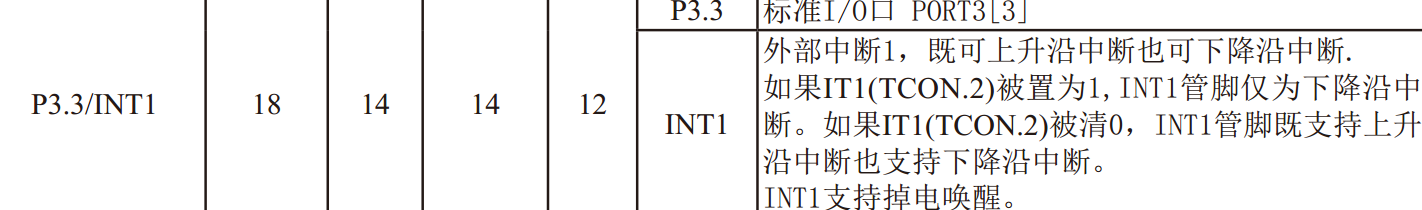 P3.3 标准I/O口 PORT3[3]
P3.3/INT1 18 14 14 12 INT1
外部中断1，既可上升沿中断也可下降沿中断.
如果IT1(TCON.2)被置为1,INT1管脚仅为下降沿中
断。如果IT1(TCON.2)被清0，INT1管脚既支持上升
沿中断也支持下降沿中断。
INT1支持掉电唤醒。